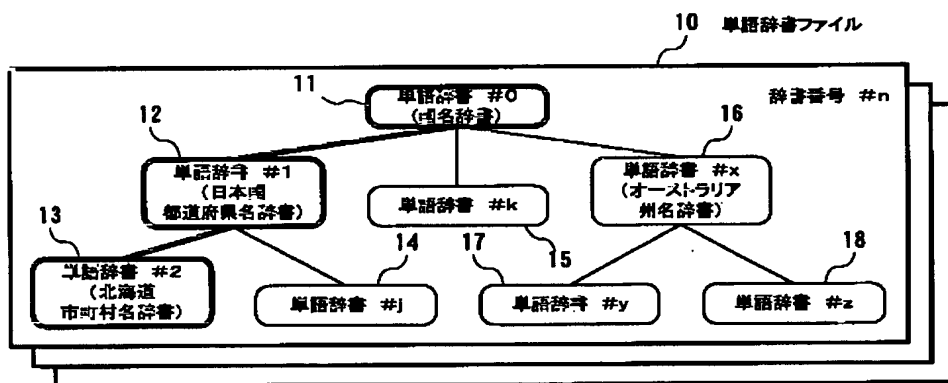 10 単語辞書ファイル
11
単語辞書 #0
(国名辞書)
辞書番号 #n
12
16
単語辞書 #1
(日本国
都道府県名辞書)
単語辞書 #k
単語辞書 #x
(オーストラリア
州名辞書)
13
14
15
17
18
単語辞書 #2
(北海道
市町村名辞書)
単語辞書 #j
単語辞書 #y
単語辞書 #z